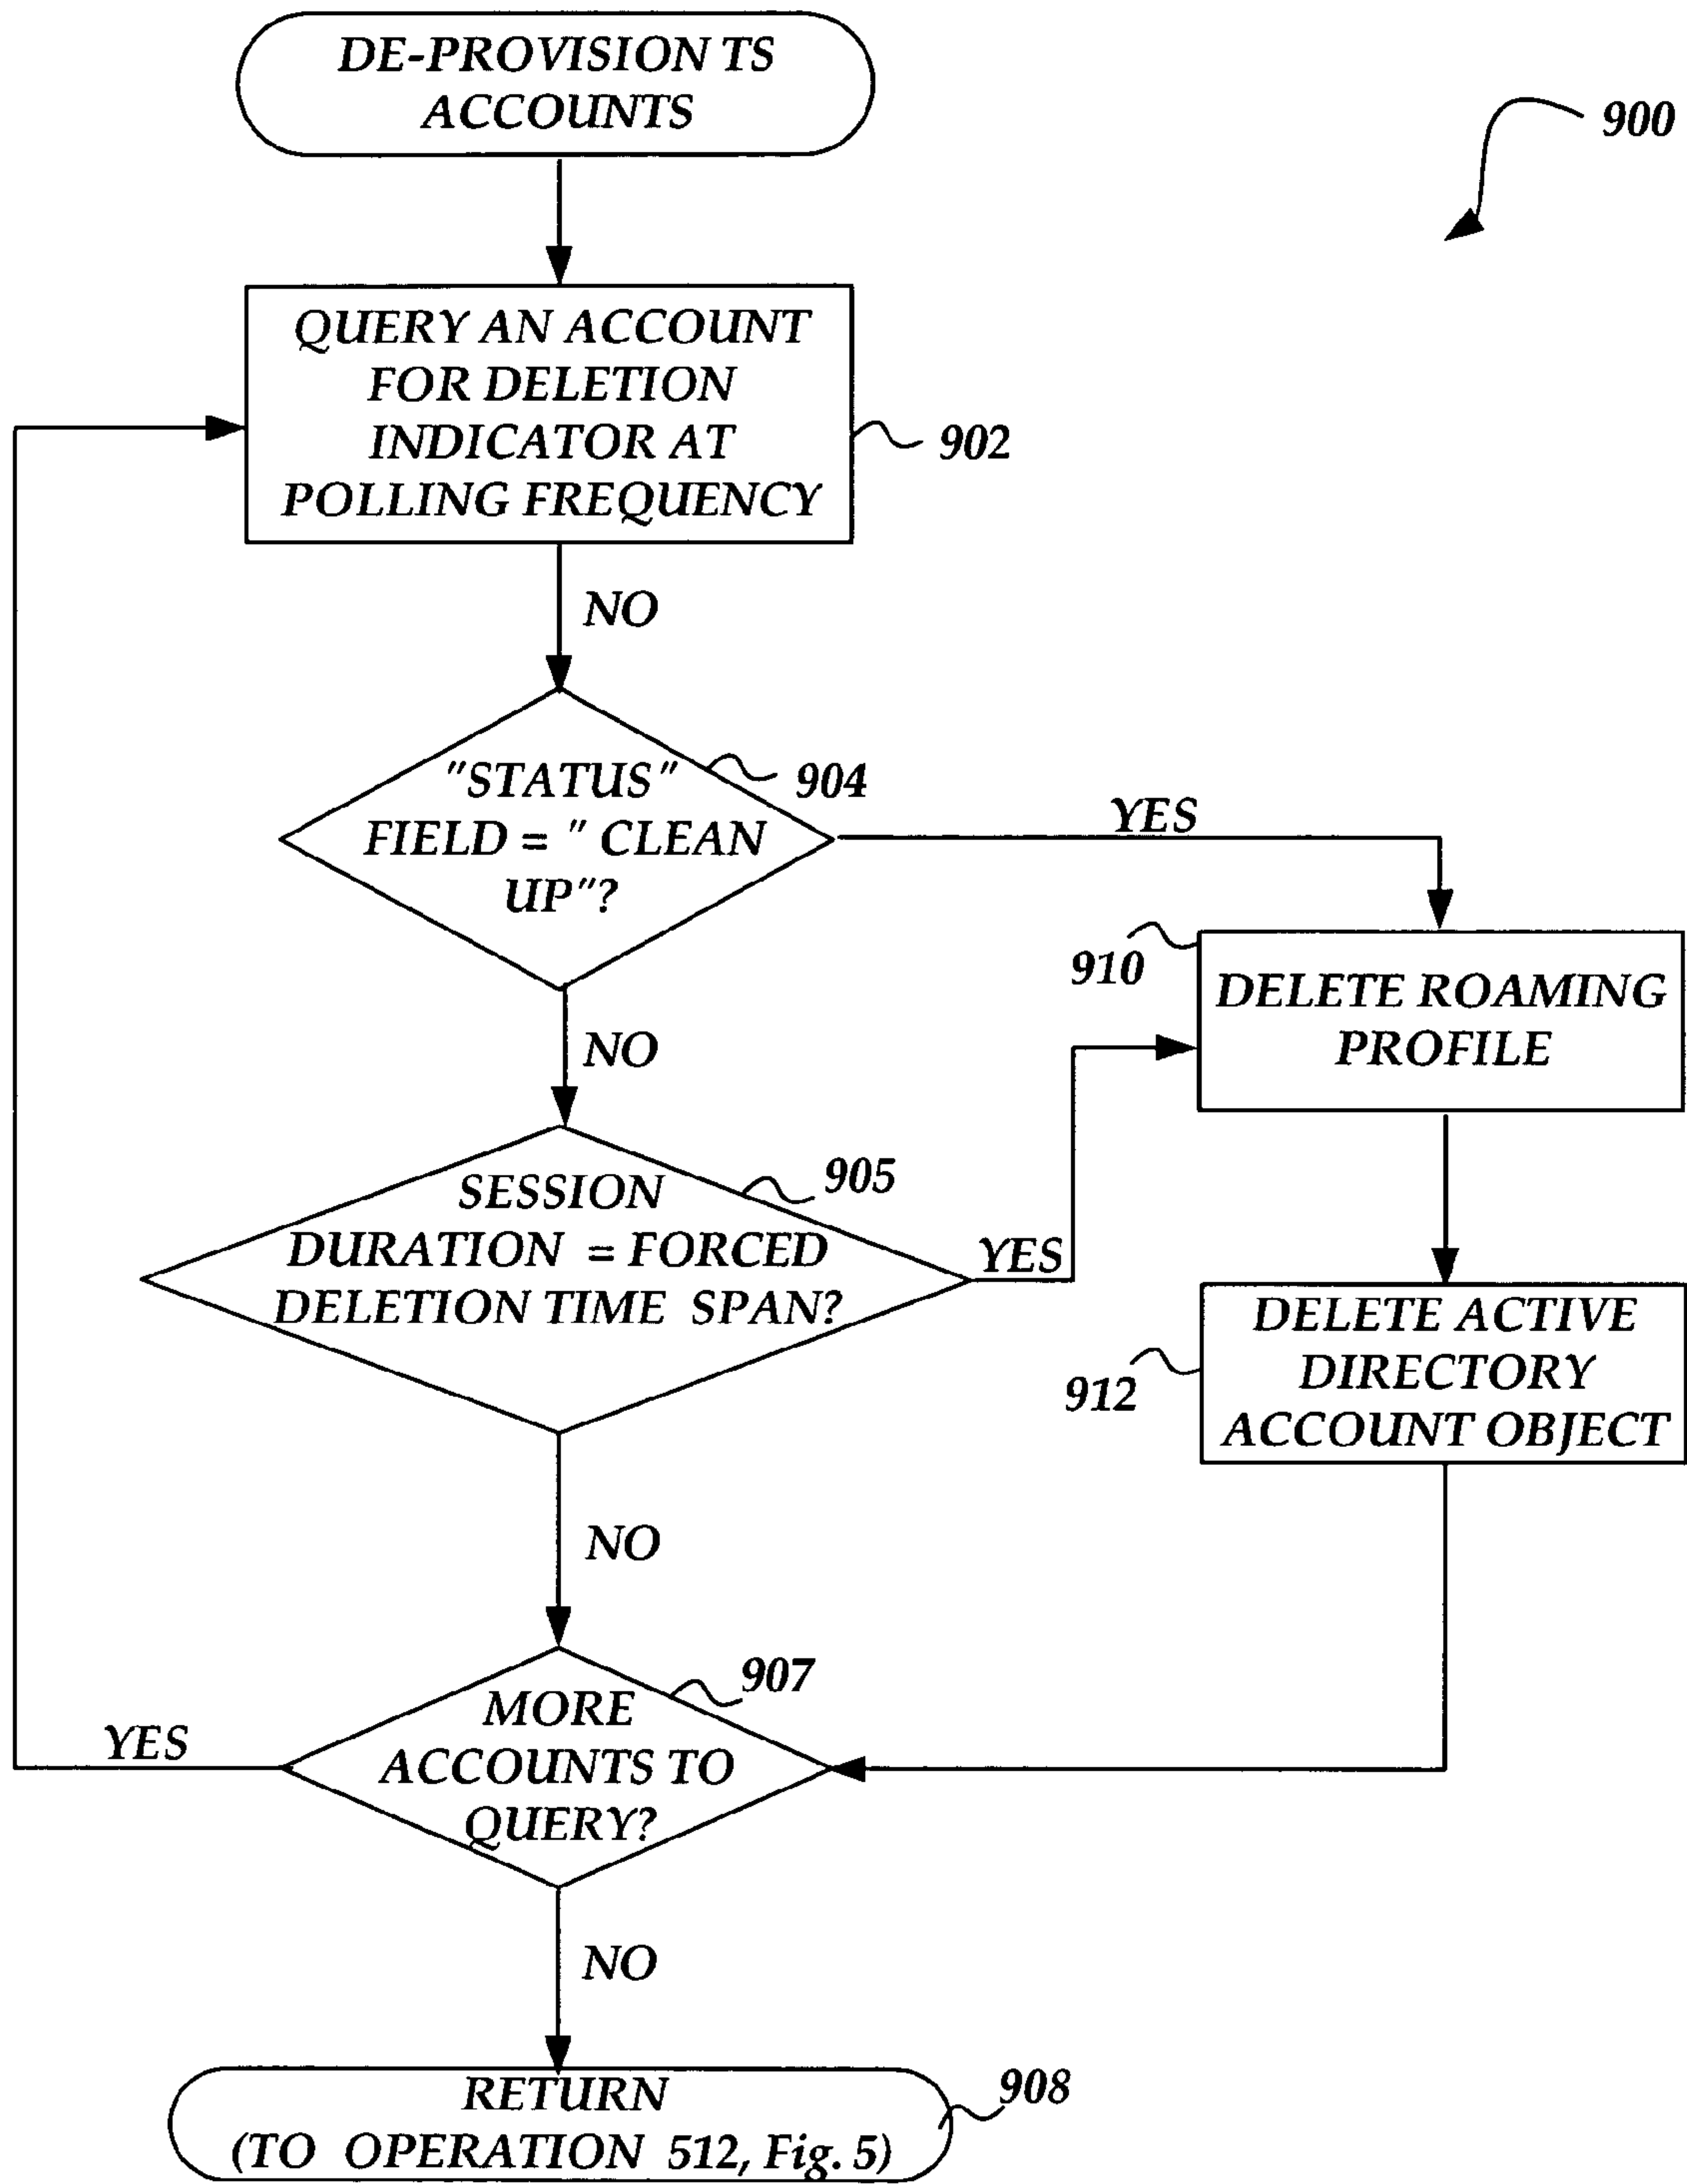 DE-PROVISION TS
ACCOUNTS
900
QUERY AN ACCOUNT
FOR DELETION
INDICATOR AT
POLLING FREQUENCY
902
NO
"STATUS"
FIELD = " CLEAN
UP"?
904
YES
910
DELETE ROAMING
PROFILE
NO
SESSION
DURATION = FORCED
DELETION TIME SPAN?
905
YES
DELETE ACTIVE
DIRECTORY
ACCOUNT OBJECT
912
NO
MORE
ACCOUNTS TO
QUERY?
907
YES
NO
RETURN
(TO OPERATION 512, Fig. 5)
908